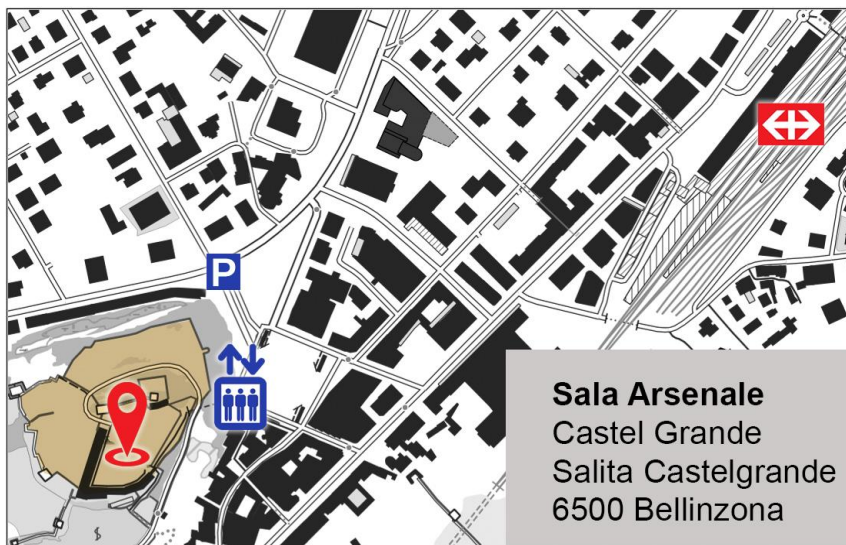 P
Sala Arsenale
Castel Grande
Salita Castelgrande
6500 Bellinzona